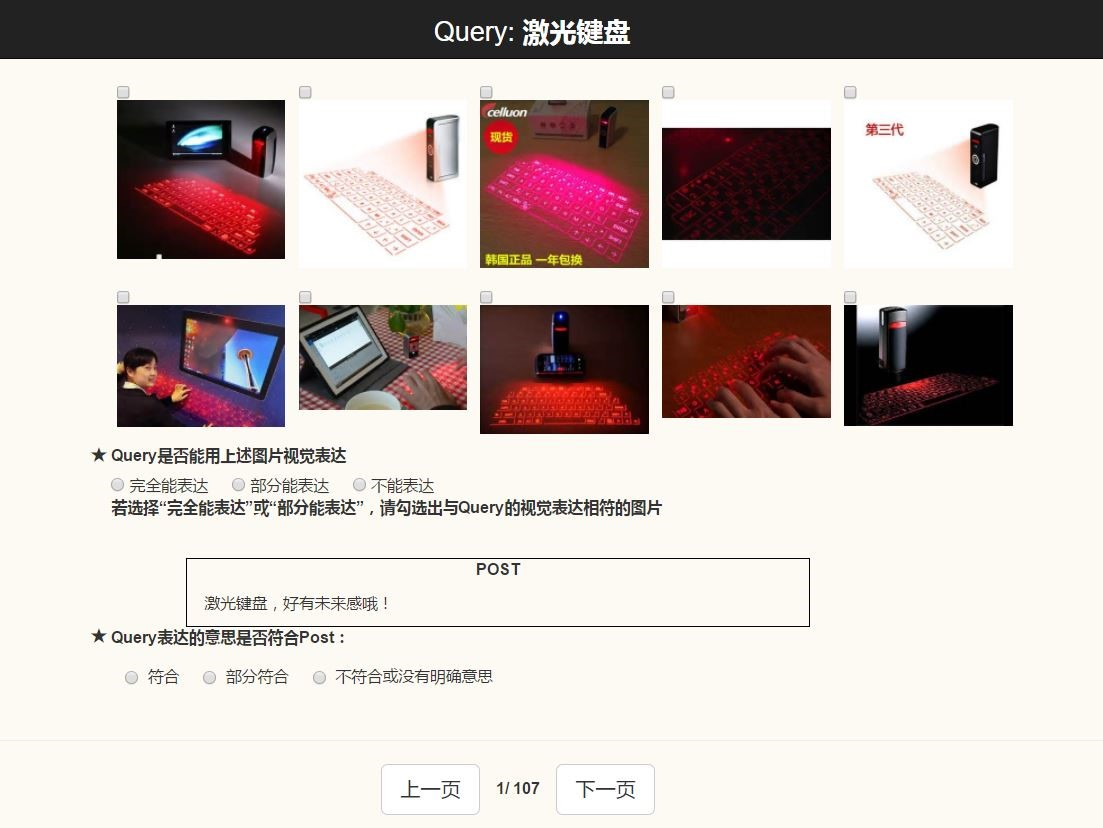 Query: 激光键盘
celluon
现货
韩国正品 一年包换
第三代
★ Query是否能用上述图片视觉表达
完全能表达 部分能表达 不能表达
若选择“完全能表达”或“部分能表达”，请勾选出与Query的视觉表达相符的图片
POST
激光键盘，好有未来感哦！
★ Query表达的意思是否符合Post：
符合 部分符合 不符合或没有明确意思
上一页 1/ 107 下一页